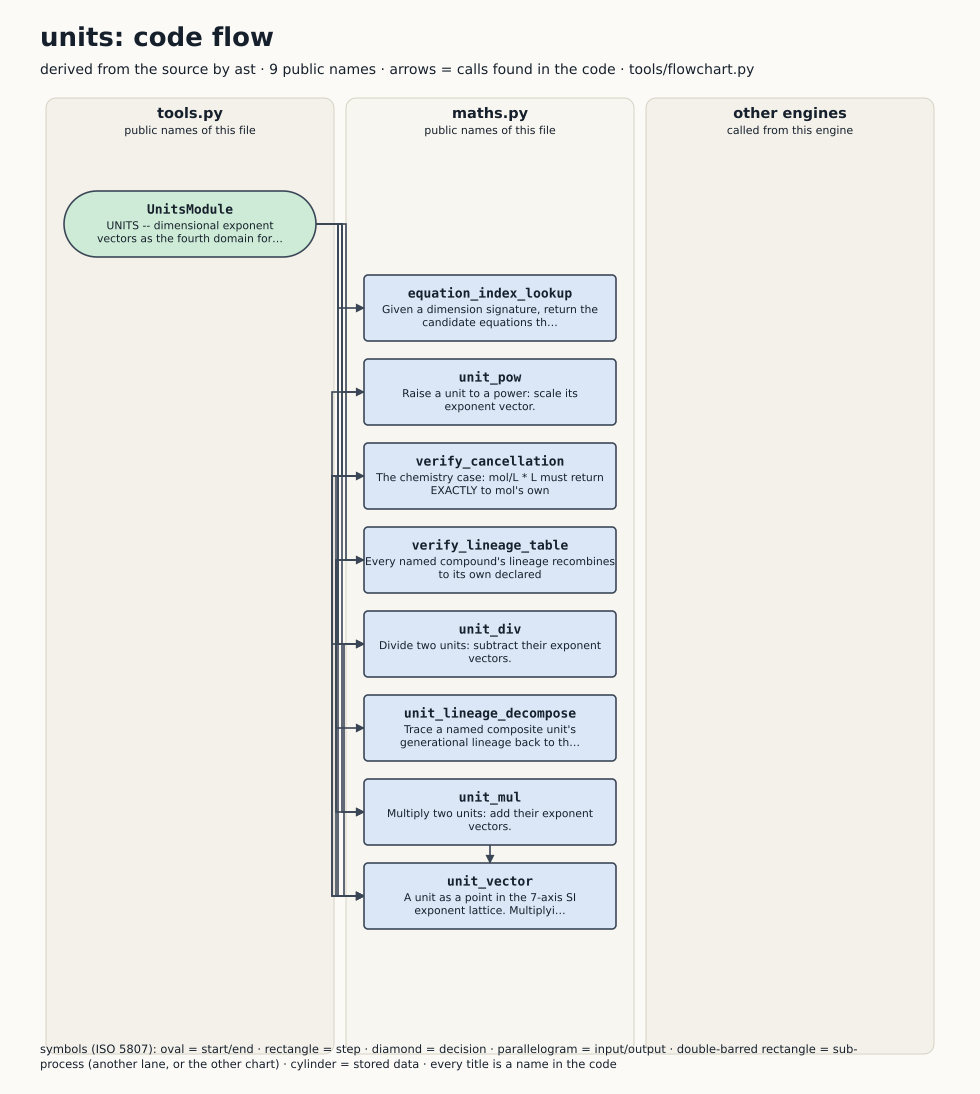 units: code flow
derived from the source by ast · 9 public names · arrows = calls found in the code · tools/flowchart.py
tools.py
public names of this file
maths.py
public names of this file
other engines
called from this engine
UnitsModule
UNITS -- dimensional exponent
vectors as the fourth domain for…
equation_index_lookup
Given a dimension signature, return the
candidate equations th…
unit_pow
Raise a unit to a power: scale its
exponent vector.
verify_cancellation
The chemistry case: mol/L * L must return
EXACTLY to mol's own
verify_lineage_table
Every named compound's lineage recombines
to its own declared
unit_div
Divide two units: subtract their exponent
vectors.
unit_lineage_decompose
Trace a named composite unit's
generational lineage back to th…
unit_mul
Multiply two units: add their exponent
vectors.
unit_vector
A unit as a point in the 7-axis SI
exponent lattice. Multiplyi…
symbols (ISO 5807): oval = start/end · rectangle = step · diamond = decision · parallelogram = input/output · double-barred rectangle = sub-
process (another lane, or the other chart) · cylinder = stored data · every title is a name in the code